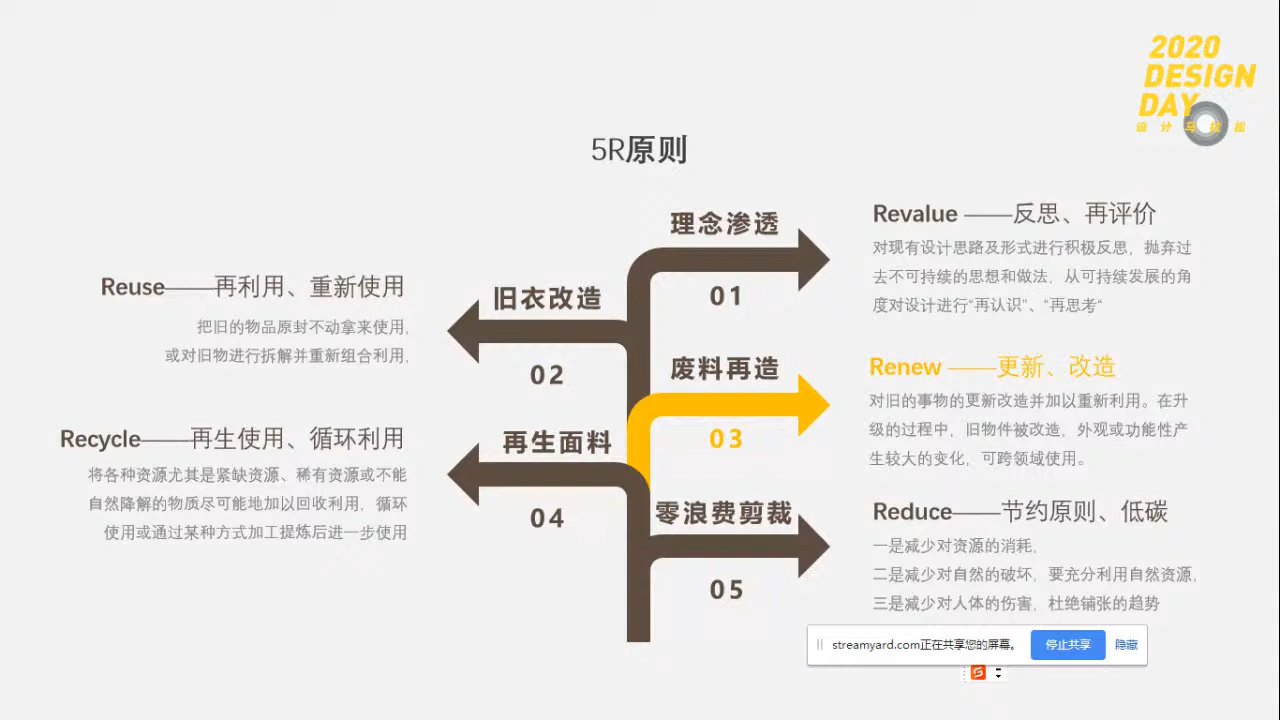 2020
DESIGN
DAY
设计马拉松
5R原则
理念渗透
01
Revalue ——反思、再评价
对现有设计思路及形式进行积极反思，抛弃过
去不可持续的思想和做法，从可持续发展的角
度对设计进行“再认识”、“再思考“
旧衣改造
02
Reuse——再利用、重新使用
把旧的物品原封不动拿来使用，
或对旧物进行拆解并重新组合利用，
废料再造
03
Renew ——更新、改造
对旧的事物的更新改造并加以重新利用。在升
级的过程中，旧物件被改造，外观或功能性产
生较大的变化，可跨领域使用。
再生面料
04
Recycle——再生使用、循环利用
将各种资源尤其是紧缺资源、稀有资源或不能
自然降解的物质尽可能地加以回收利用，循环
使用或通过某种方式加工提炼后进一步使用
零浪费剪裁
05
Reduce——节约原则、低碳
一是减少对资源的消耗，
二是减少对自然的破坏，要充分利用自然资源，
三是减少对人体的伤害，杜绝铺张的趋势
streamyard.com正在共享您的屏幕。 停止共享 隐藏